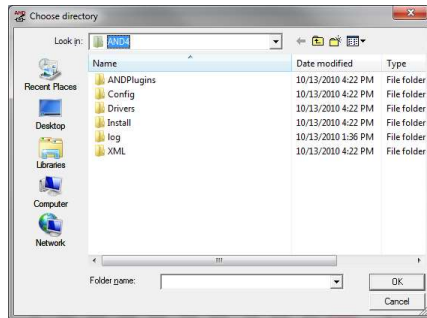 Choose directory
Look in: AND4
Name Date modified Type
ANDPlugins 10/13/2010 4:22 PM File folder
Config 10/13/2010 4:22 PM File folder
Drivers 10/13/2010 4:22 PM File folder
Install 10/13/2010 4:22 PM File folder
log 10/13/2010 1:36 PM File folder
XML 10/13/2010 4:22 PM File folder
Recent Places
Desktop
Libraries
Computer
Network
Folder name:
OK
Cancel